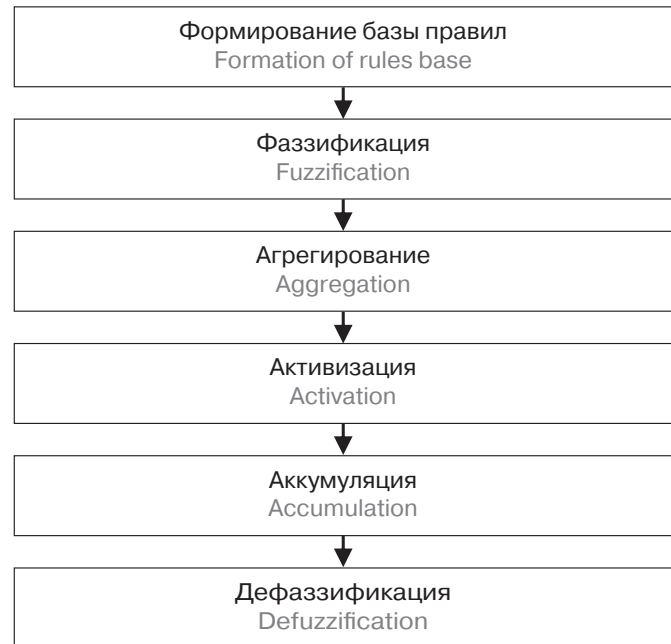 Формирование базы правил
Formation of rules base
Фаззификация
Fuzzification
Агрегирование
Aggregation
Активизация
Activation
Аккумуляция
Accumulation
Дефаззификация
Defuzzification